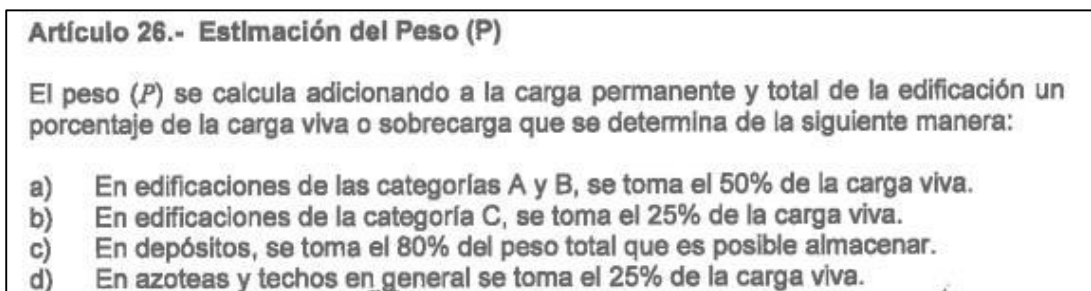 Artículo 26.- Estimación del Peso (P)
El peso (P) se calcula adicionando a la carga permanente y total de la edificación un
porcentaje de la carga viva o sobrecarga que se determina de la siguiente manera:
a) En edificaciones de las categorías A y B, se toma el 50% de la carga viva.
b) En edificaciones de la categoría C, se toma el 25% de la carga viva.
c) En depósitos, se toma el 80% del peso total que es posible almacenar.
d) En azoteas y techos en general se toma el 25% de la carga viva.